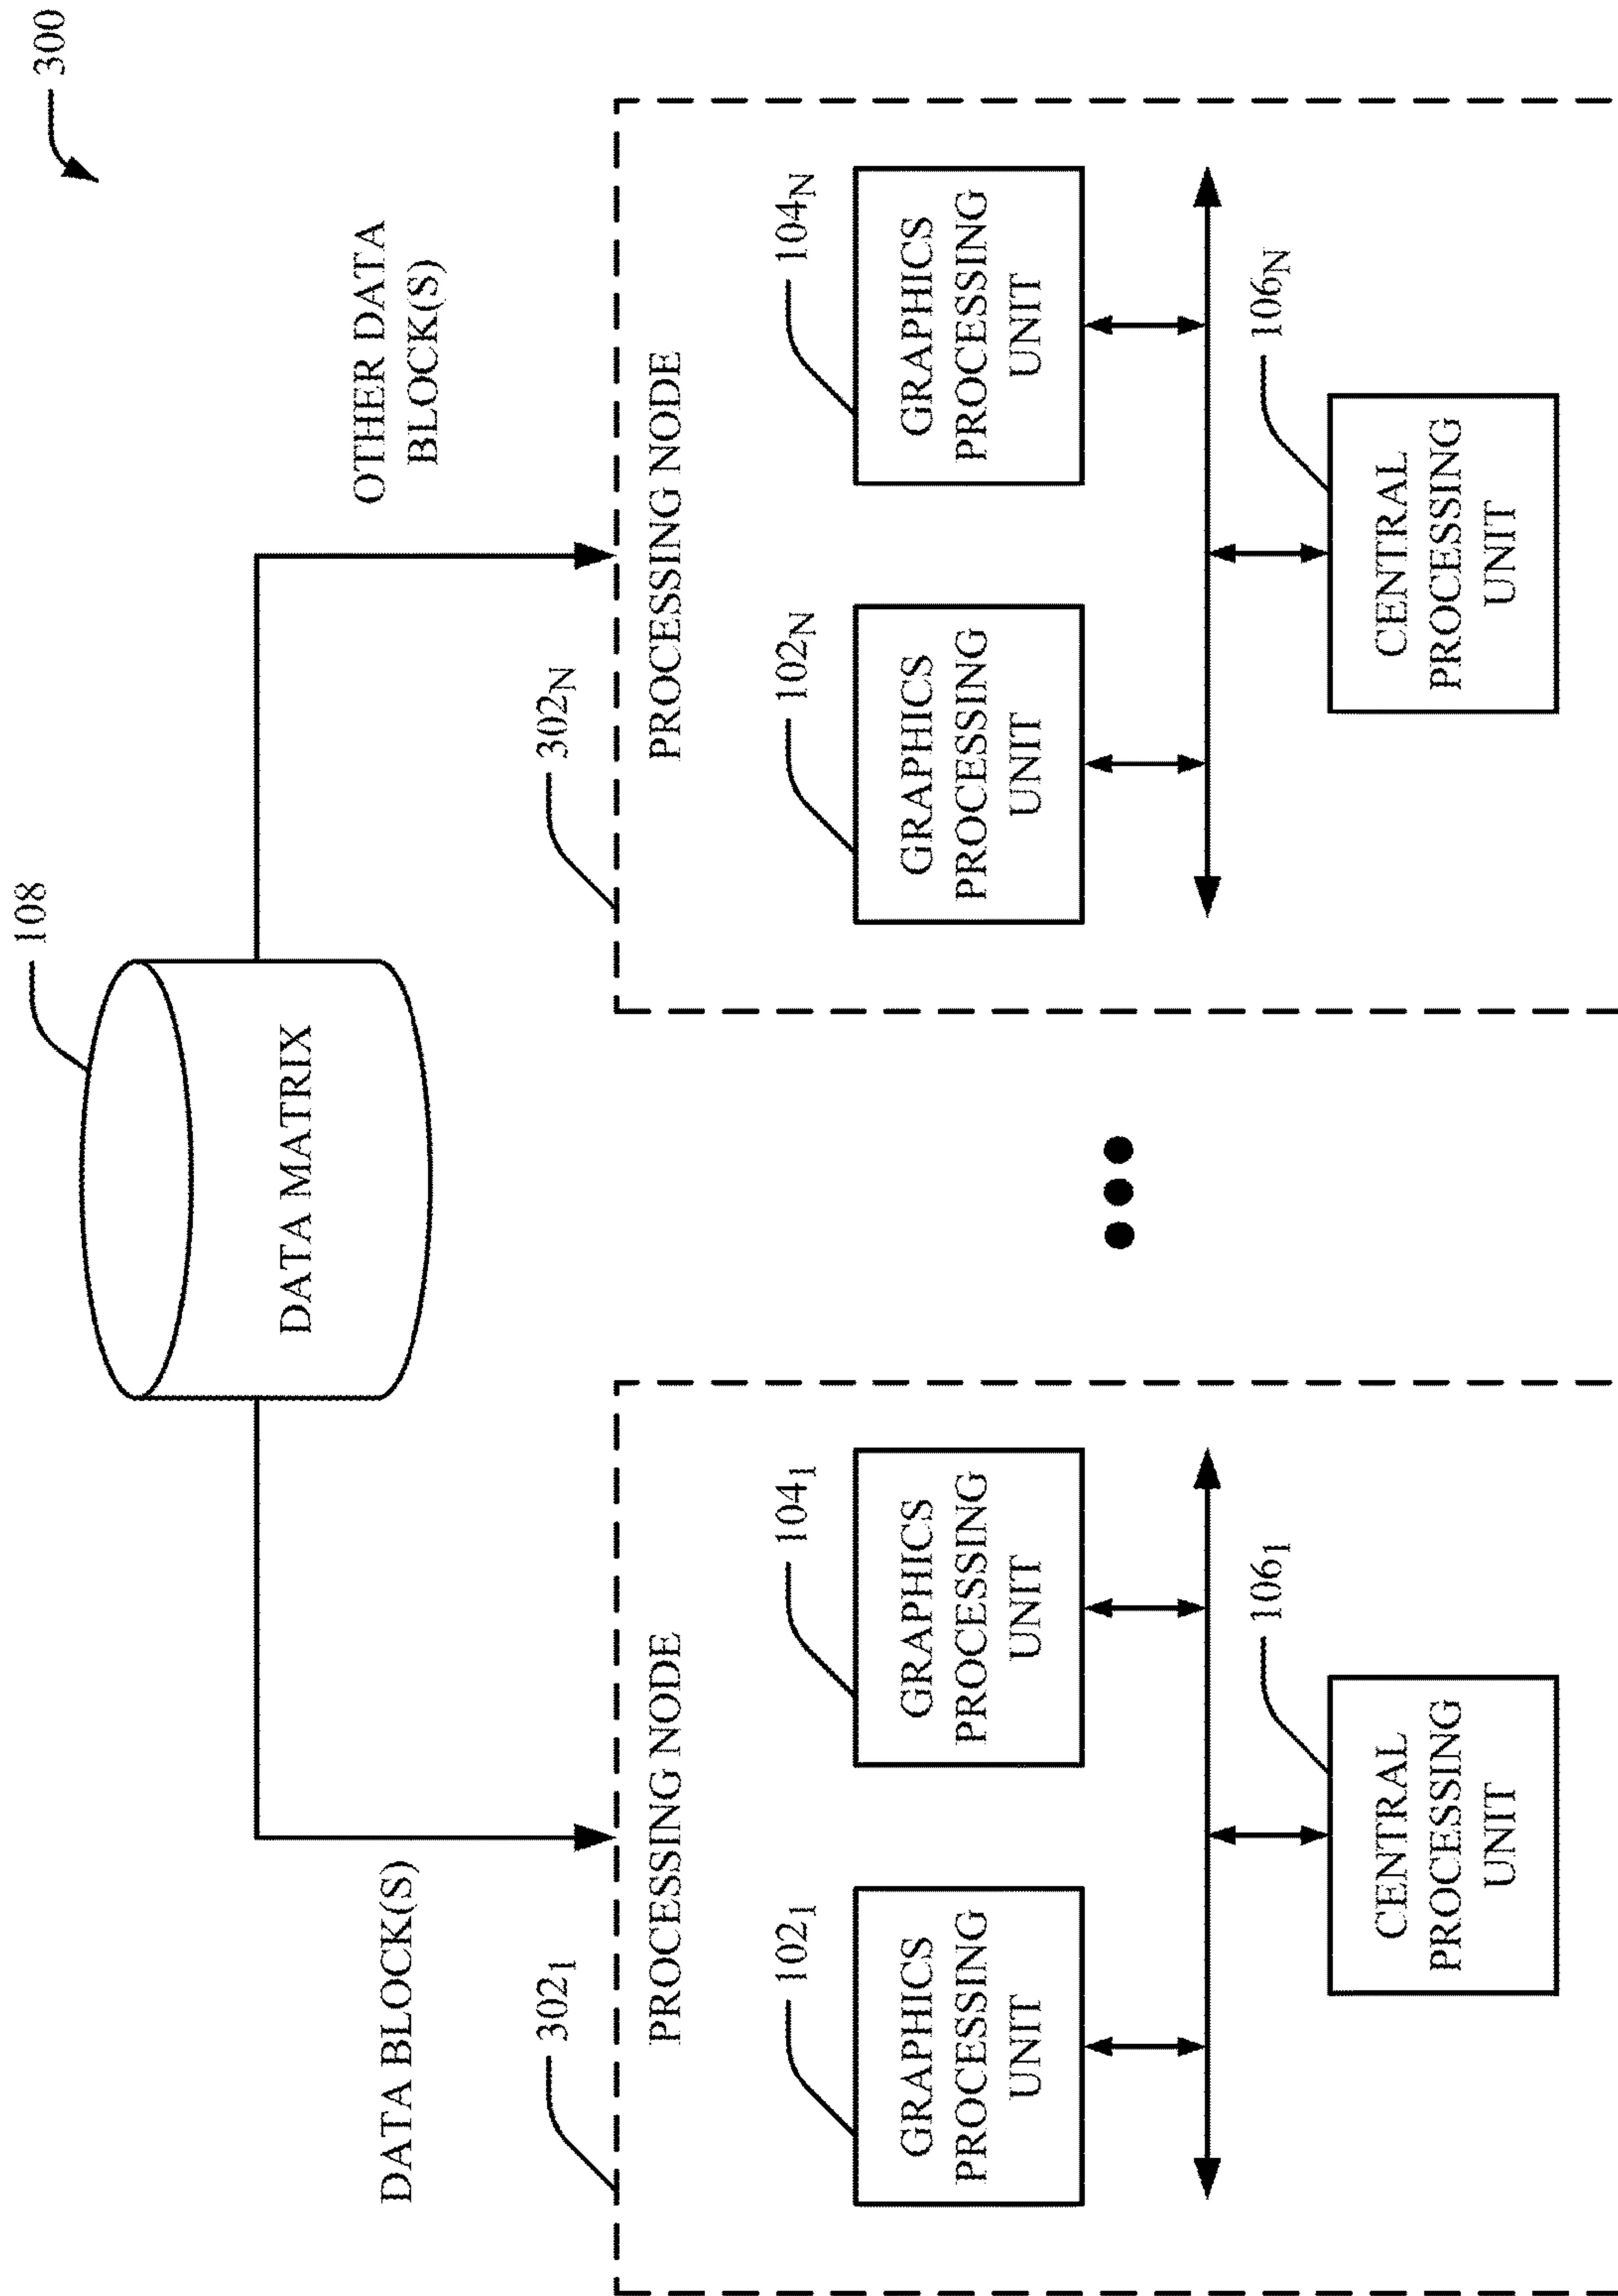 300
108
DATA MATRIX
DATA BLOCK(S)
OTHER DATA
BLOCK(S)
302₁
PROCESSING NODE
102₁
GRAPHICS
PROCESSING
UNIT
104₁
GRAPHICS
PROCESSING
UNIT
106₁
CENTRAL
PROCESSING
UNIT
302N
PROCESSING NODE
102N
GRAPHICS
PROCESSING
UNIT
104N
GRAPHICS
PROCESSING
UNIT
106N
CENTRAL
PROCESSING
UNIT